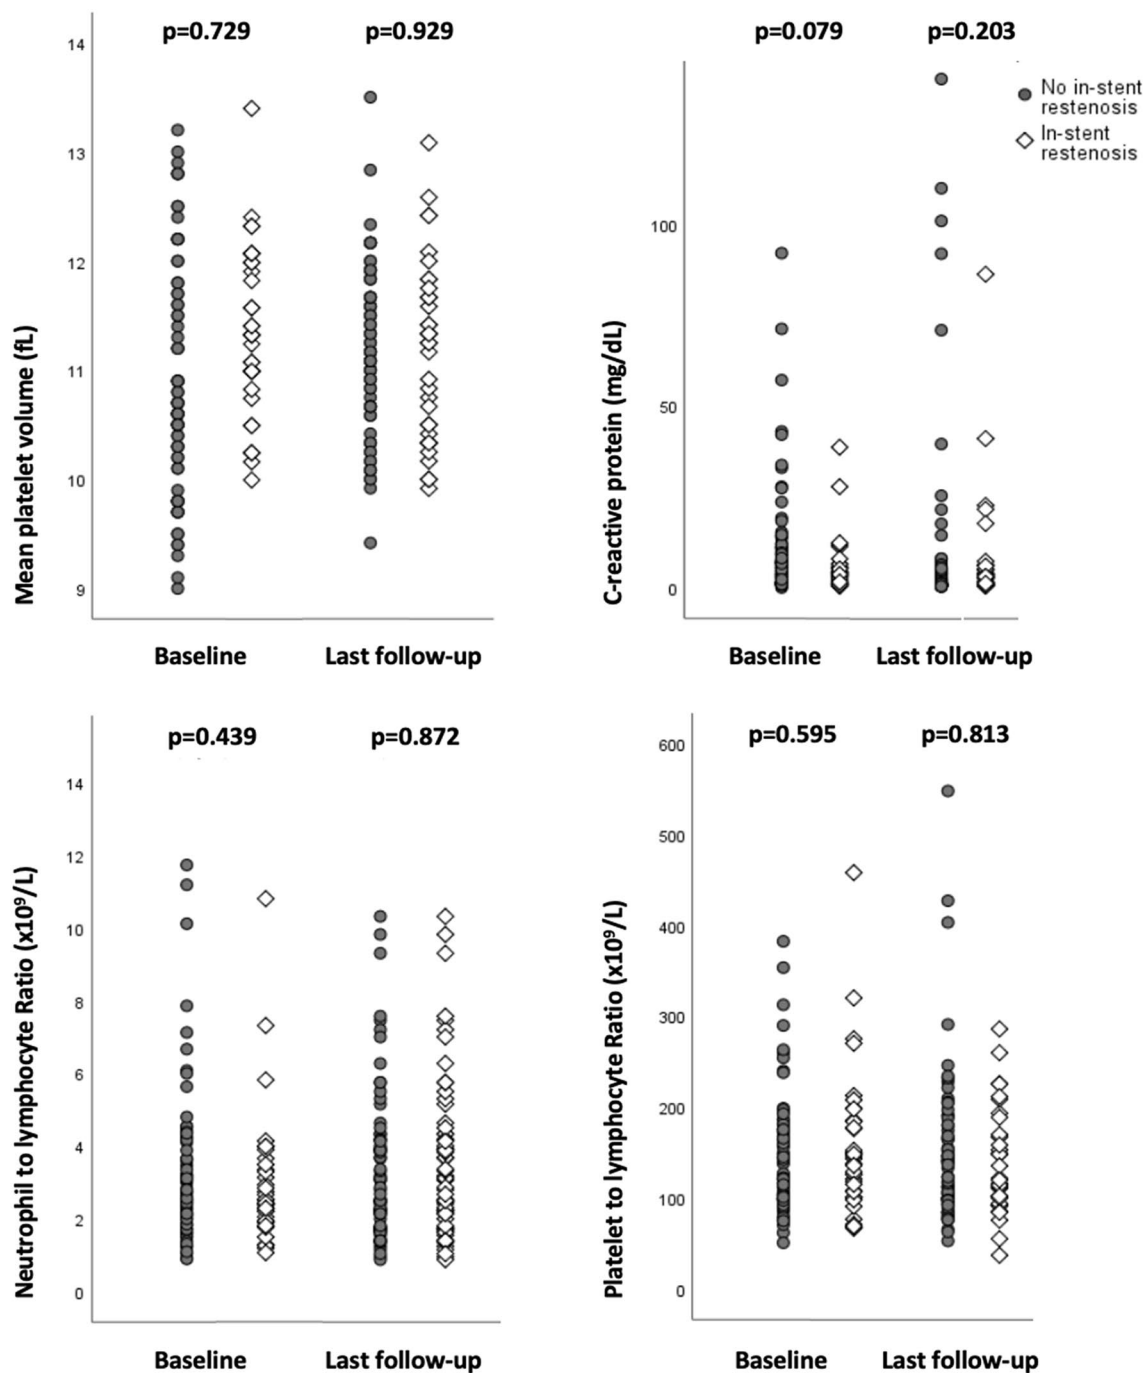 p=0.729 p=0.929
14
13
12
11
10
9
Mean platelet volume (fL)
Baseline Last follow-up
p=0.079 p=0.203
No in-stent
restenosis
In-stent
restenosis
100
50
0
C-reactive protein (mg/dL)
Baseline Last follow-up
p=0.439 p=0.872
14
12
10
8
6
4
2
0
Neutrophil to lymphocyte Ratio (x10⁹/L)
Baseline Last follow-up
p=0.595 p=0.813
600
500
400
300
200
100
0
Platelet to lymphocyte Ratio (x10⁹/L)
Baseline Last follow-up